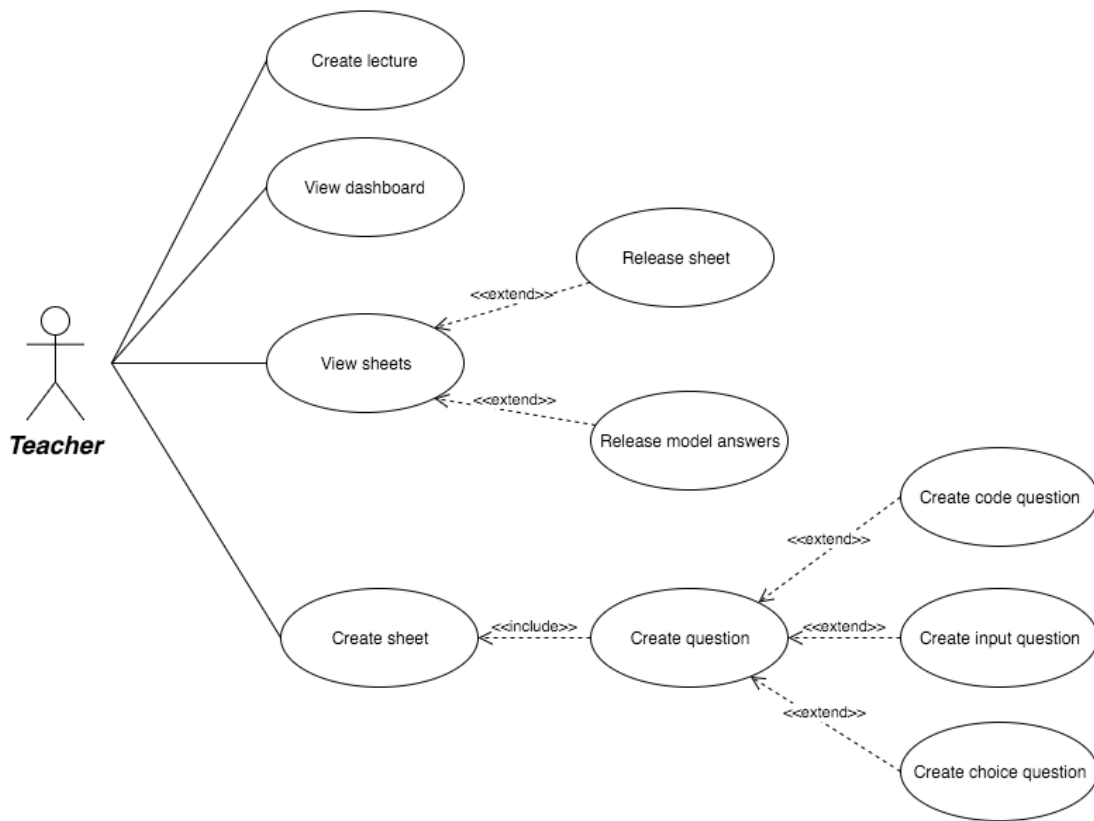 Create lecture
View dashboard
Release sheet
<<extend>>
View sheets
<<extend>>
Release model answers
Teacher
Create code question
<<extend>>
Create sheet
<<include>>
Create question
<<extend>>
Create input question
<<extend>>
Create choice question